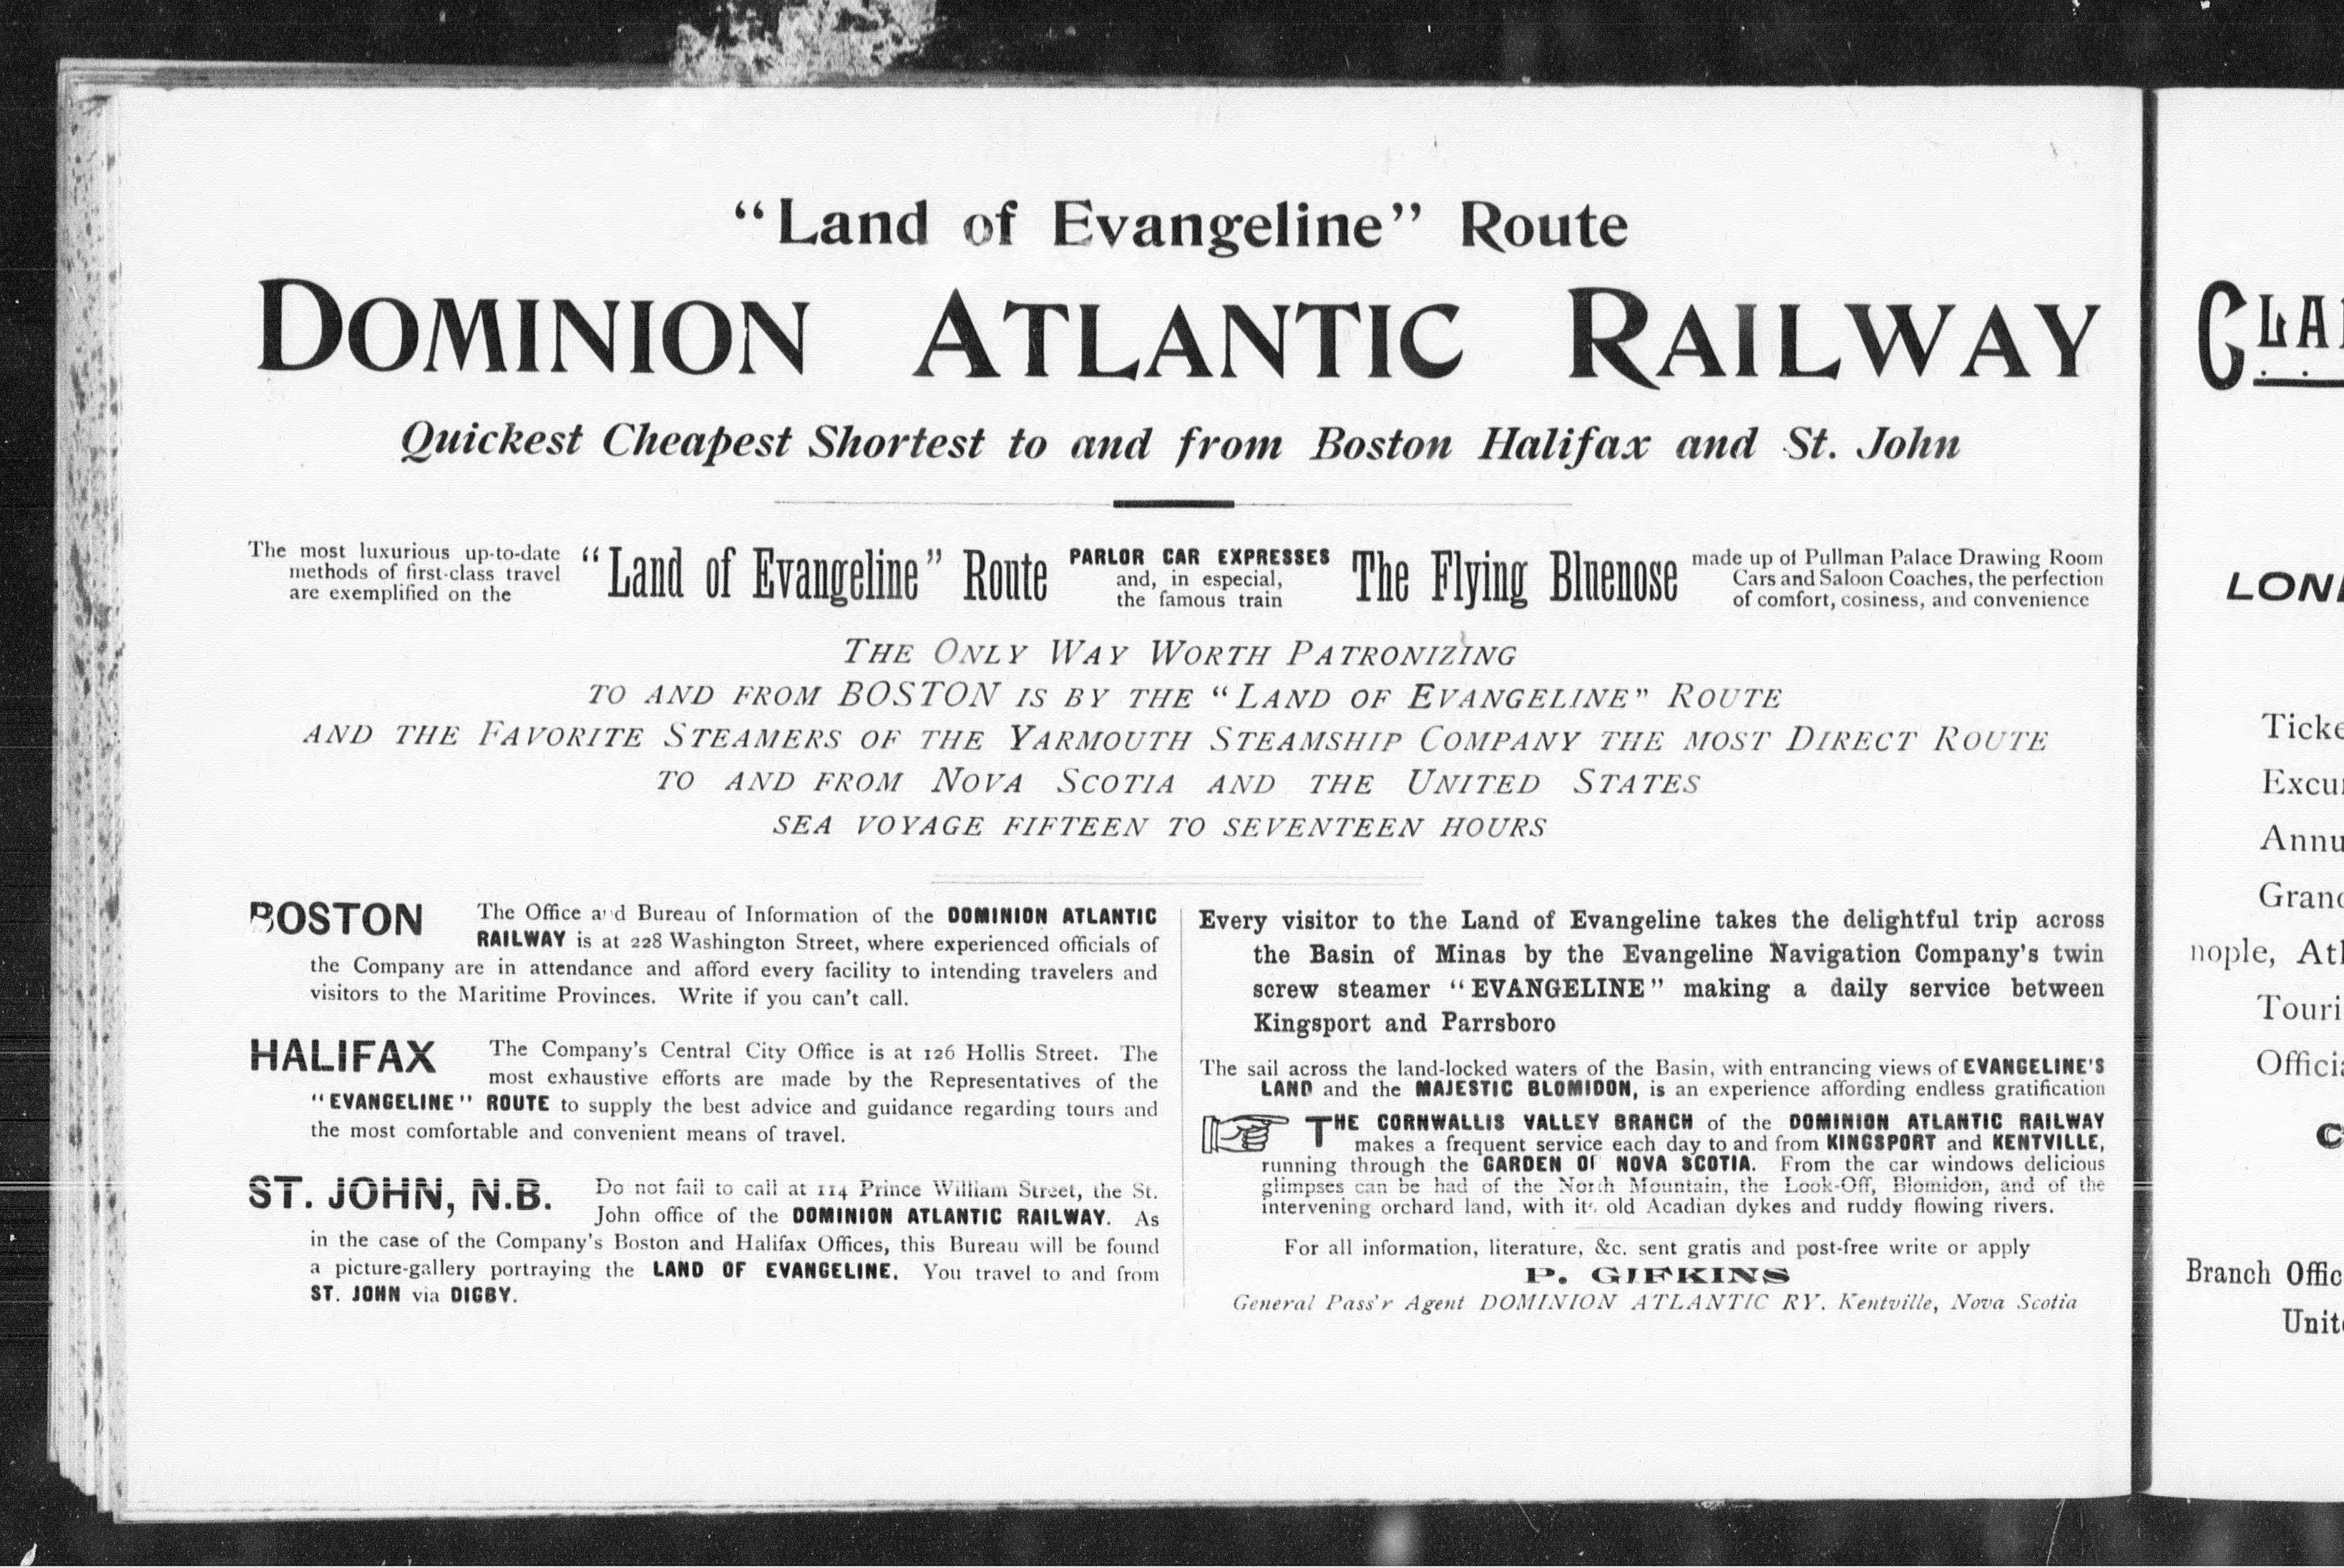 “Land of Evangeline” Route
DOMINION ATLANTIC RAILWAY
Quickest Cheapest Shortest to and from Boston Halifax and St. John
The most luxurious up-to-date
methods of first-class travel
are exemplified on the
“Land of Evangeline” Route
PARLOR CAR EXPRESSES
and, in especial,
the famous train
The Flying Bluenose
made up of Pullman Palace Drawing Room
Cars and Saloon Coaches, the perfection
of comfort, cosiness, and convenience
THE ONLY WAY WORTH PATRONIZING
TO AND FROM BOSTON IS BY THE “LAND OF EVANGELINE” ROUTE
AND THE FAVORITE STEAMERS OF THE YARMOUTH STEAMSHIP COMPANY THE MOST DIRECT ROUTE
TO AND FROM NOVA SCOTIA AND THE UNITED STATES
SEA VOYAGE FIFTEEN TO SEVENTEEN HOURS
BOSTON The Office and Bureau of Information of the DOMINION ATLANTIC
RAILWAY is at 228 Washington Street, where experienced officials of
the Company are in attendance and afford every facility to intending travelers and
visitors to the Maritime Provinces. Write if you can't call.
HALIFAX The Company's Central City Office is at 126 Hollis Street. The
most exhaustive efforts are made by the Representatives of the
“EVANGELINE” ROUTE to supply the best advice and guidance regarding tours and
the most comfortable and convenient means of travel.
ST. JOHN, N.B. Do not fail to call at 114 Prince William Street, the St.
John office of the DOMINION ATLANTIC RAILWAY. As
in the case of the Company's Boston and Halifax Offices, this Bureau will be found
a picture-gallery portraying the LAND OF EVANGELINE. You travel to and from
ST. JOHN via DIGBY.
Every visitor to the Land of Evangeline takes the delightful trip across
the Basin of Minas by the Evangeline Navigation Company's twin
screw steamer “EVANGELINE” making a daily service between
Kingsport and Parrsboro
The sail across the land-locked waters of the Basin, with entrancing views of EVANGELINE'S
LAND and the MAJESTIC BLOMIDON, is an experience affording endless gratification
THE CORNWALLIS VALLEY BRANCH of the DOMINION ATLANTIC RAILWAY
makes a frequent service each day to and from KINGSPORT and KENTVILLE,
running through the GARDEN OF NOVA SCOTIA. From the car windows delicious
glimpses can be had of the North Mountain, the Look-Off, Blomidon, and of the
intervening orchard land, with its old Acadian dykes and ruddy flowing rivers.
For all information, literature, &c. sent gratis and post-free write or apply
P. GIFKINS
General Pass'r Agent DOMINION ATLANTIC RY. Kentville, Nova Scotia
nople,
Branch